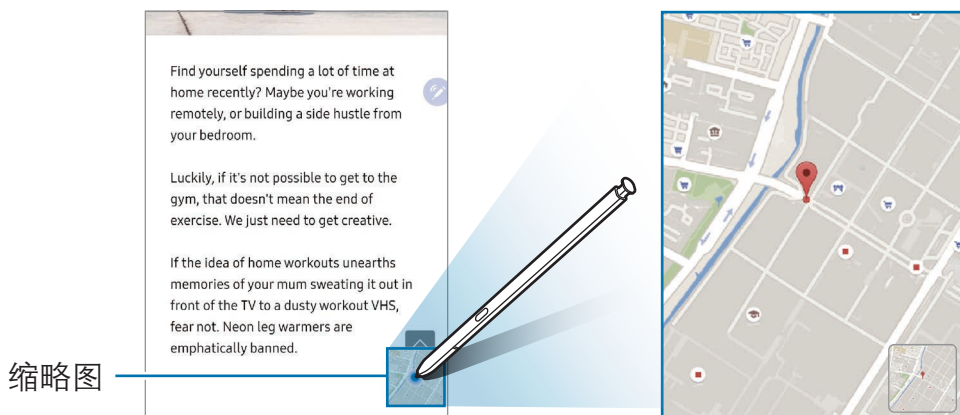 Find yourself spending a lot of time at
home recently? Maybe you're working
remotely, or building a side hustle from
your bedroom.
Luckily, if it's not possible to get to the
gym, that doesn't mean the end of
exercise. We just need to get creative.
If the idea of home workouts unearths
memories of your mum sweating it out in
front of the TV to a dusty workout VHS,
fear not. Neon leg warmers are
emphatically banned.
缩略图